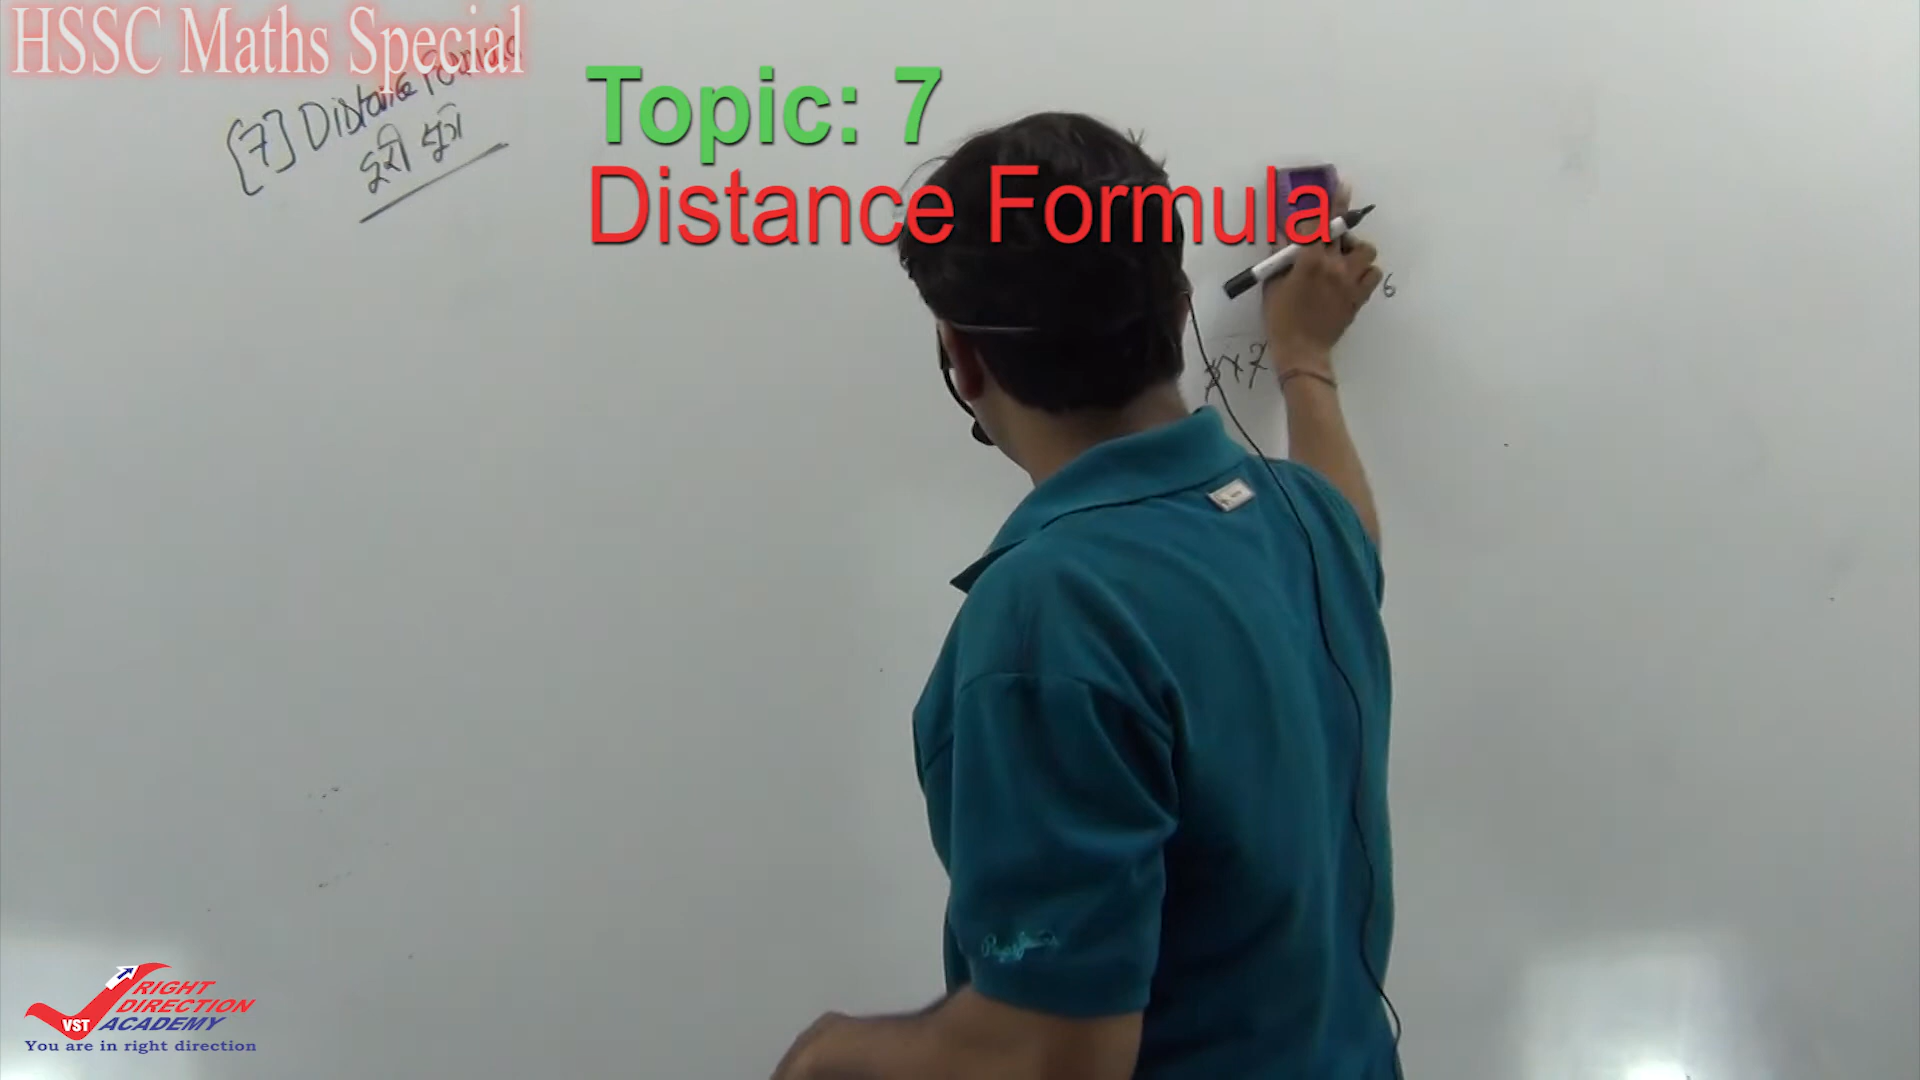 HSSC Maths Special
[7] Distance Formula
दूरी सूत्र
Topic: 7
Distance Formula
6
RIGHT
DIRECTION
VST ACADEMY
You are in right direction